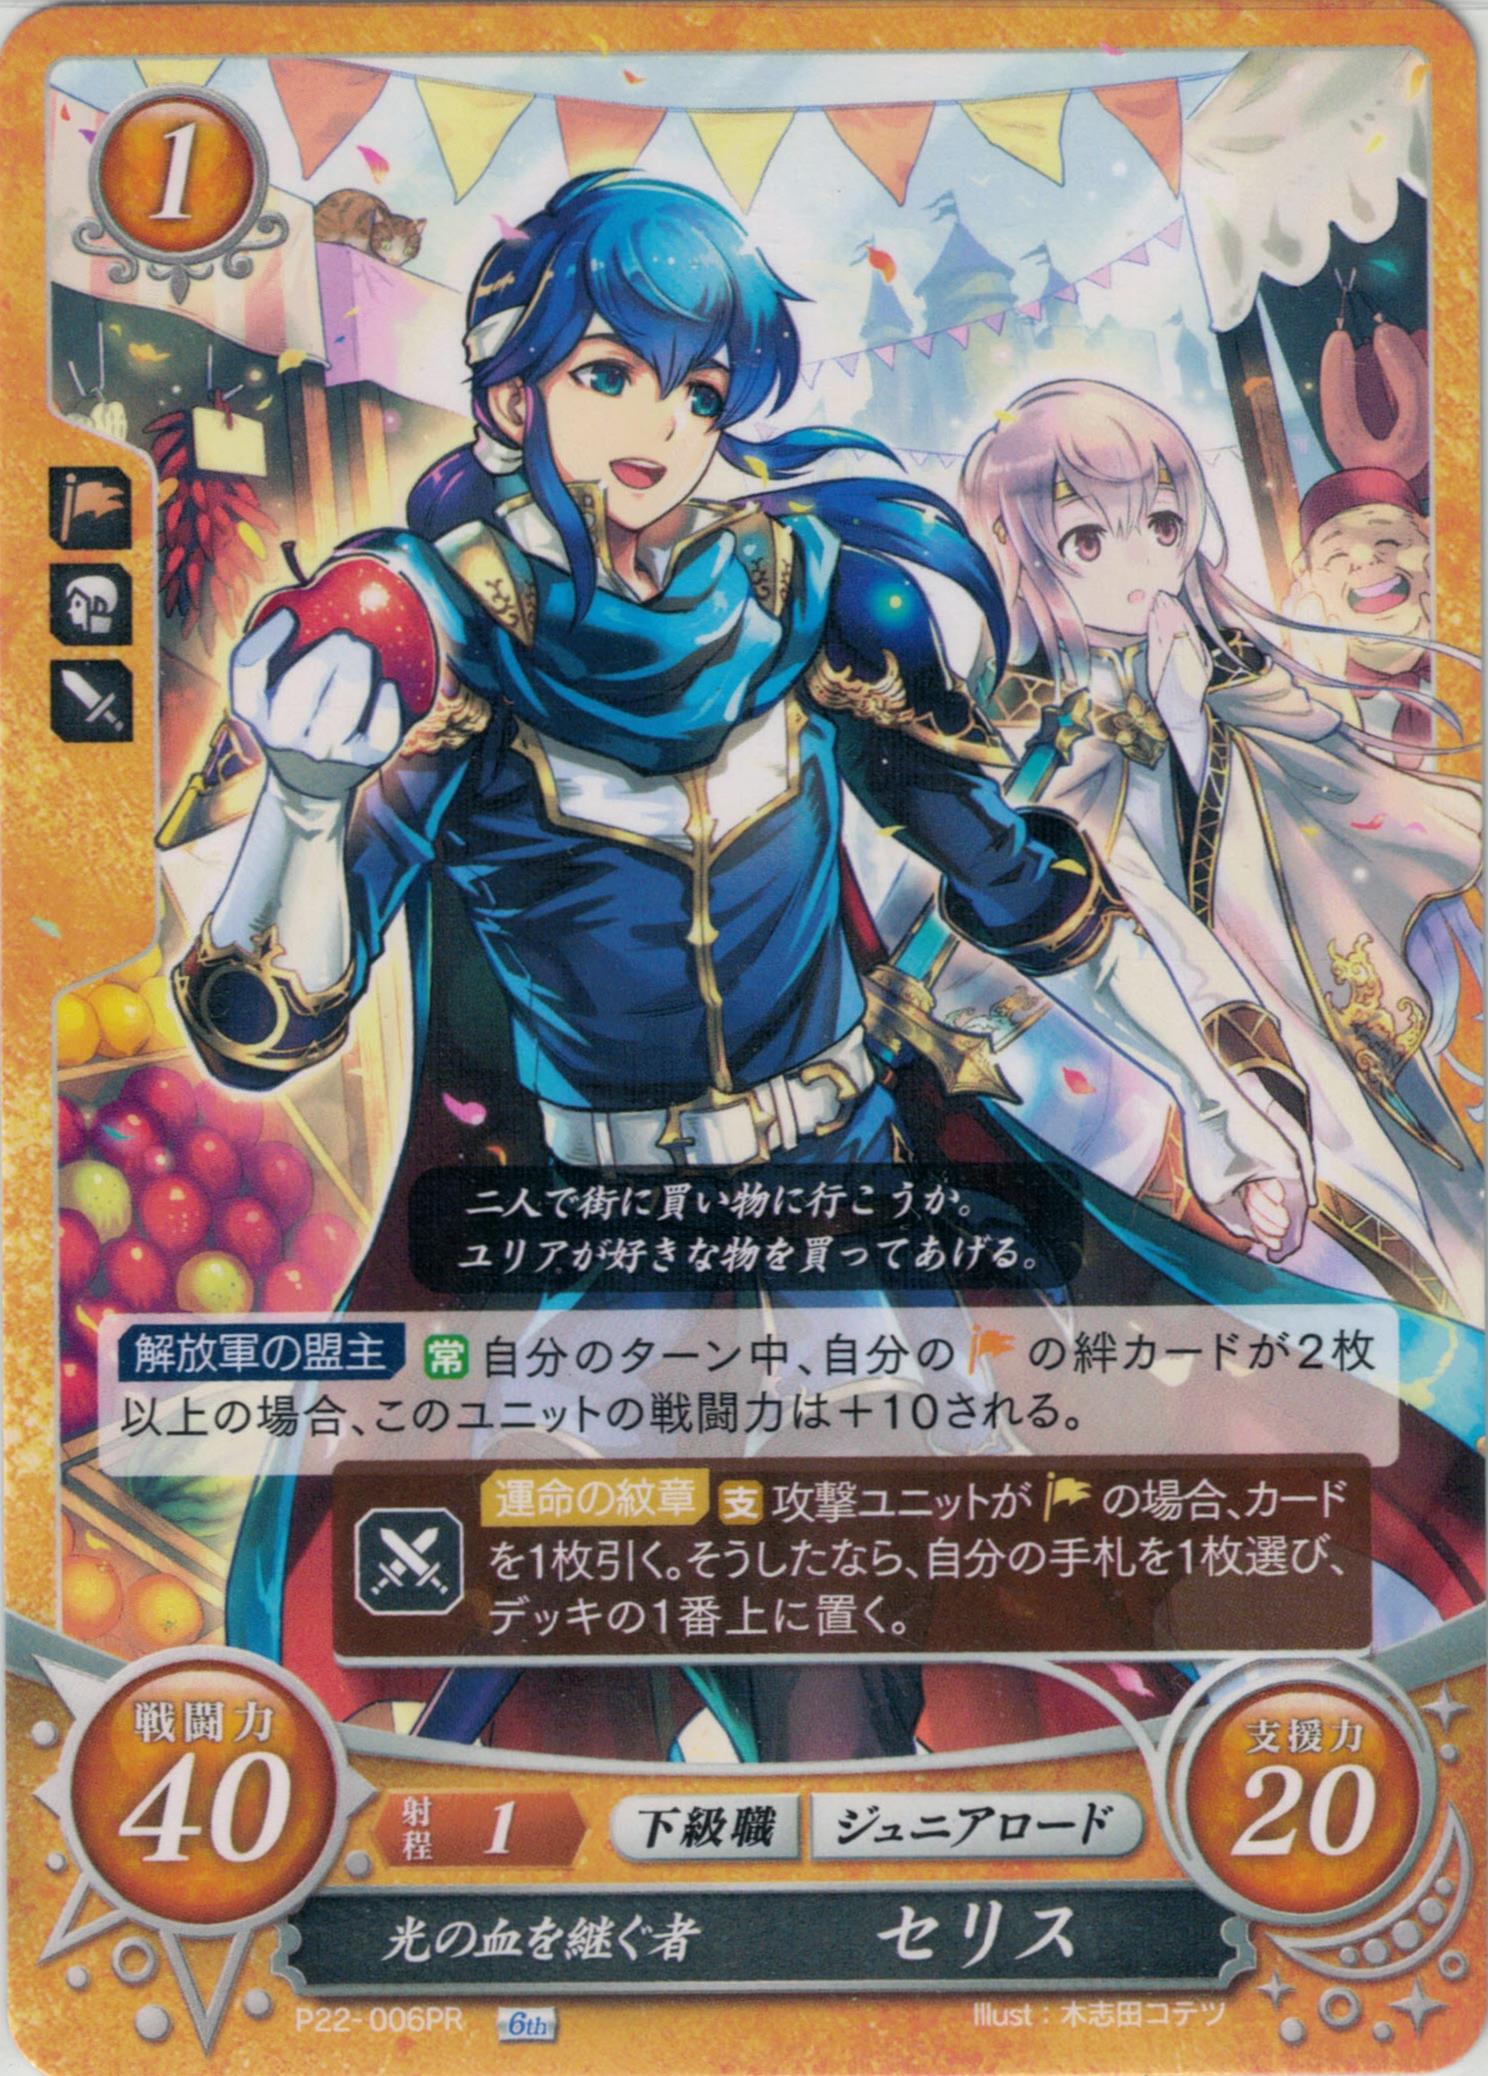 1
二人で街に買い物に行こうか。
ユリアが好きな物を買ってあげる。
解放軍の盟主 常 自分のターン中、自分の の絆カードが2枚
以上の場合、このユニットの戦闘力は+10される。
運命の紋章 支 攻撃ユニットが の場合、カード
を1枚引く。そうしたなら、自分の手札を1枚選び、
デッキの1番上に置く。
戦闘力
40
射程 1
下級職 ジュニアロード
支援力
20
光の血を継ぐ者 セリス
P22-006PR 6th
Illust:木志田コテツ